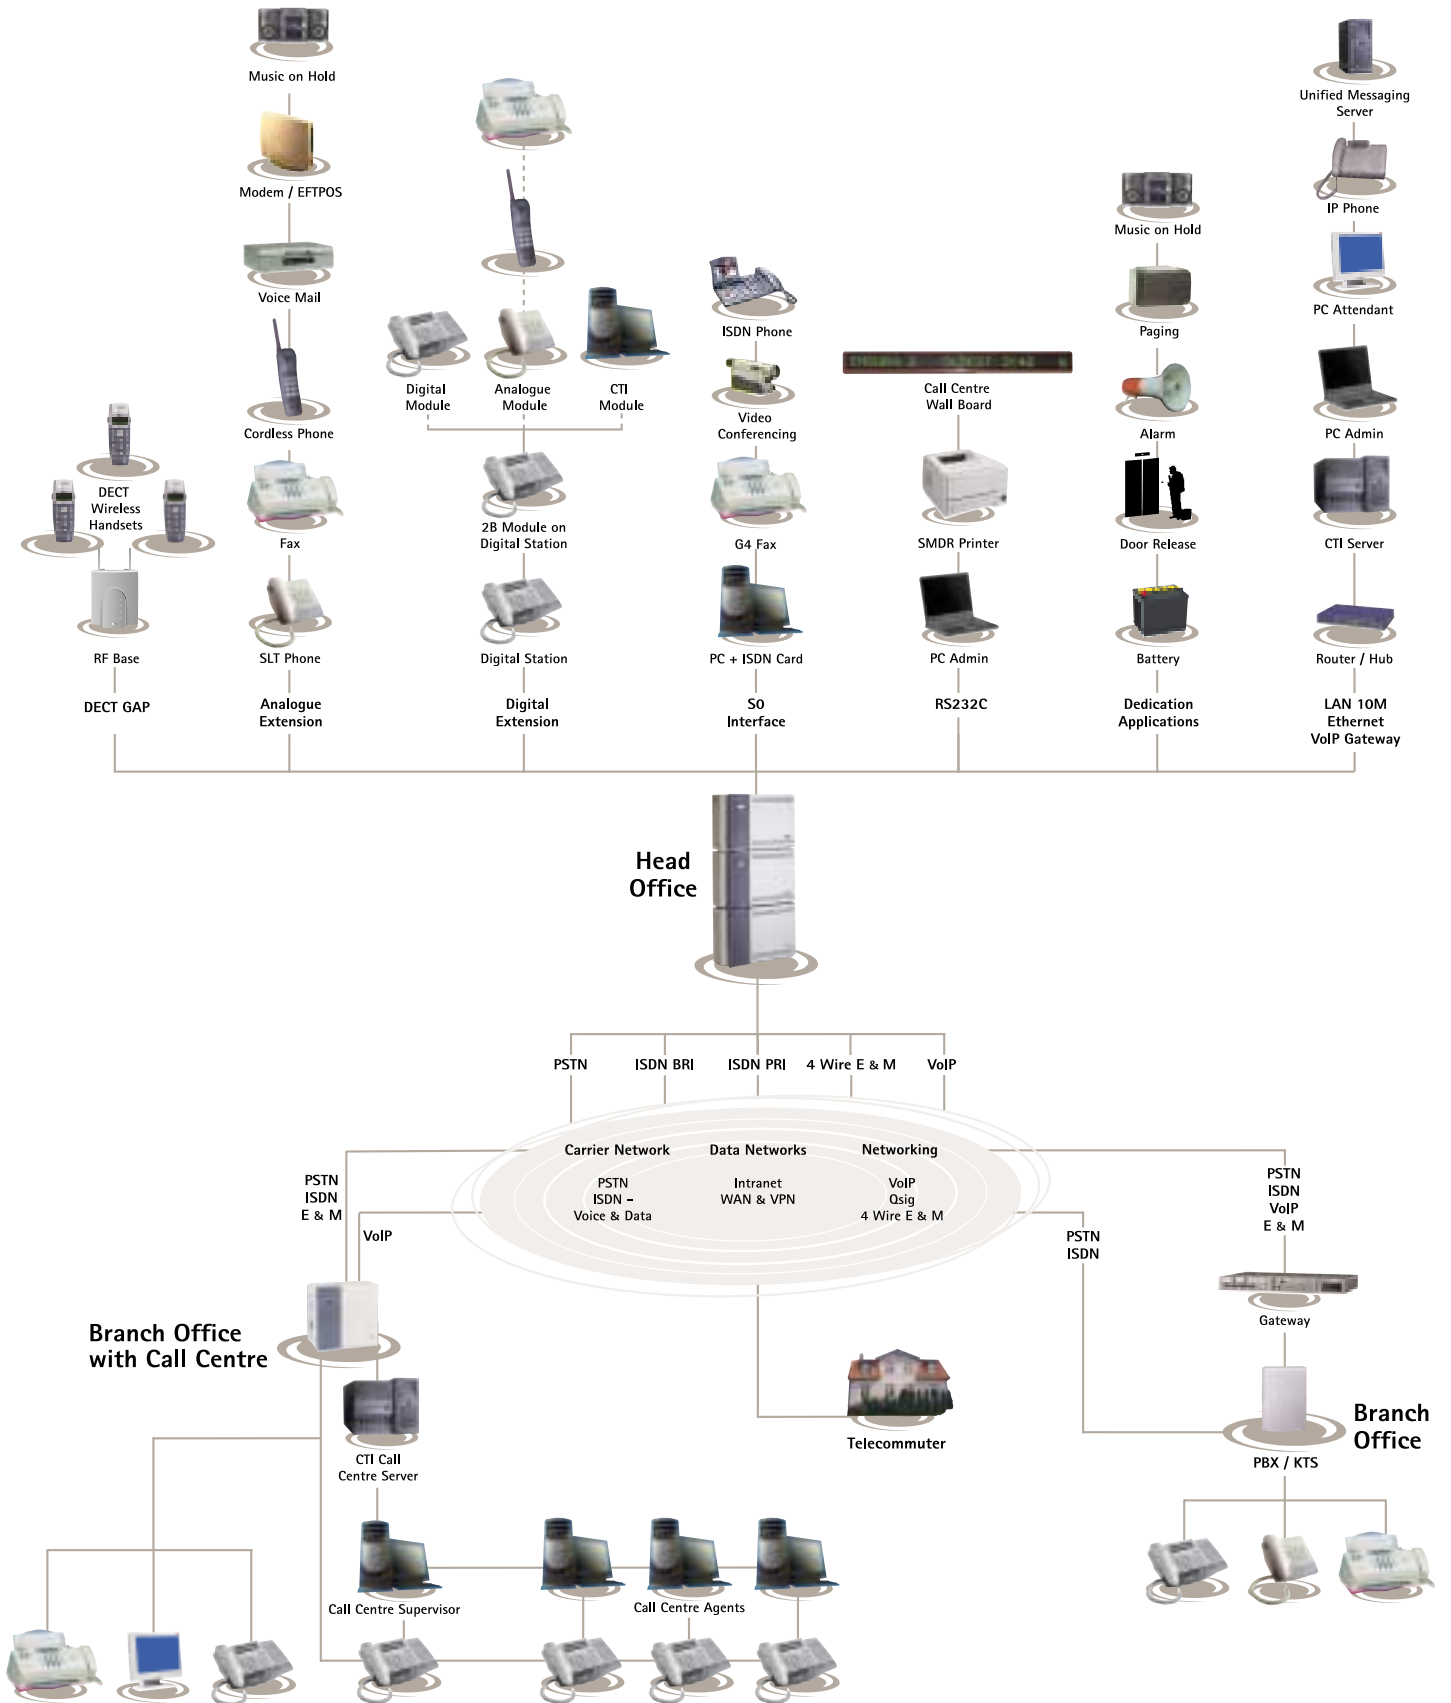 Music on Hold
Modem / EFTPOS
Voice Mail
Cordless Phone
Fax
SLT Phone
Analogue
Extension
DECT
Wireless
Handsets
RF Base
DECT GAP
Digital
Module
Analogue
Module
CTI
Module
2B Module on
Digital Station
Digital Station
Digital
Extension
ISDN Phone
Video
Conferencing
G4 Fax
PC + ISDN Card
S0
Interface
Call Centre
Wall Board
SMDR Printer
PC Admin
RS232C
Music on Hold
Paging
Alarm
Door Release
Battery
Dedication
Applications
Unified Messaging
Server
IP Phone
PC Attendant
PC Admin
CTI Server
Router / Hub
LAN 10M
Ethernet
VoIP Gateway
Head
Office
PSTN
ISDN BRI
ISDN PRI
4 Wire E & M
VoIP
Carrier Network
PSTN
ISDN –
Voice & Data
Data Networks
Intranet
WAN & VPN
Networking
VoIP
Qsig
4 Wire E & M
PSTN
ISDN
E & M
VoIP
PSTN
ISDN
PSTN
ISDN
VoIP
E & M
Gateway
Branch Office
with Call Centre
CTI Call
Centre Server
Call Centre Supervisor
Call Centre Agents
Telecommuter
Branch
Office
PBX / KTS